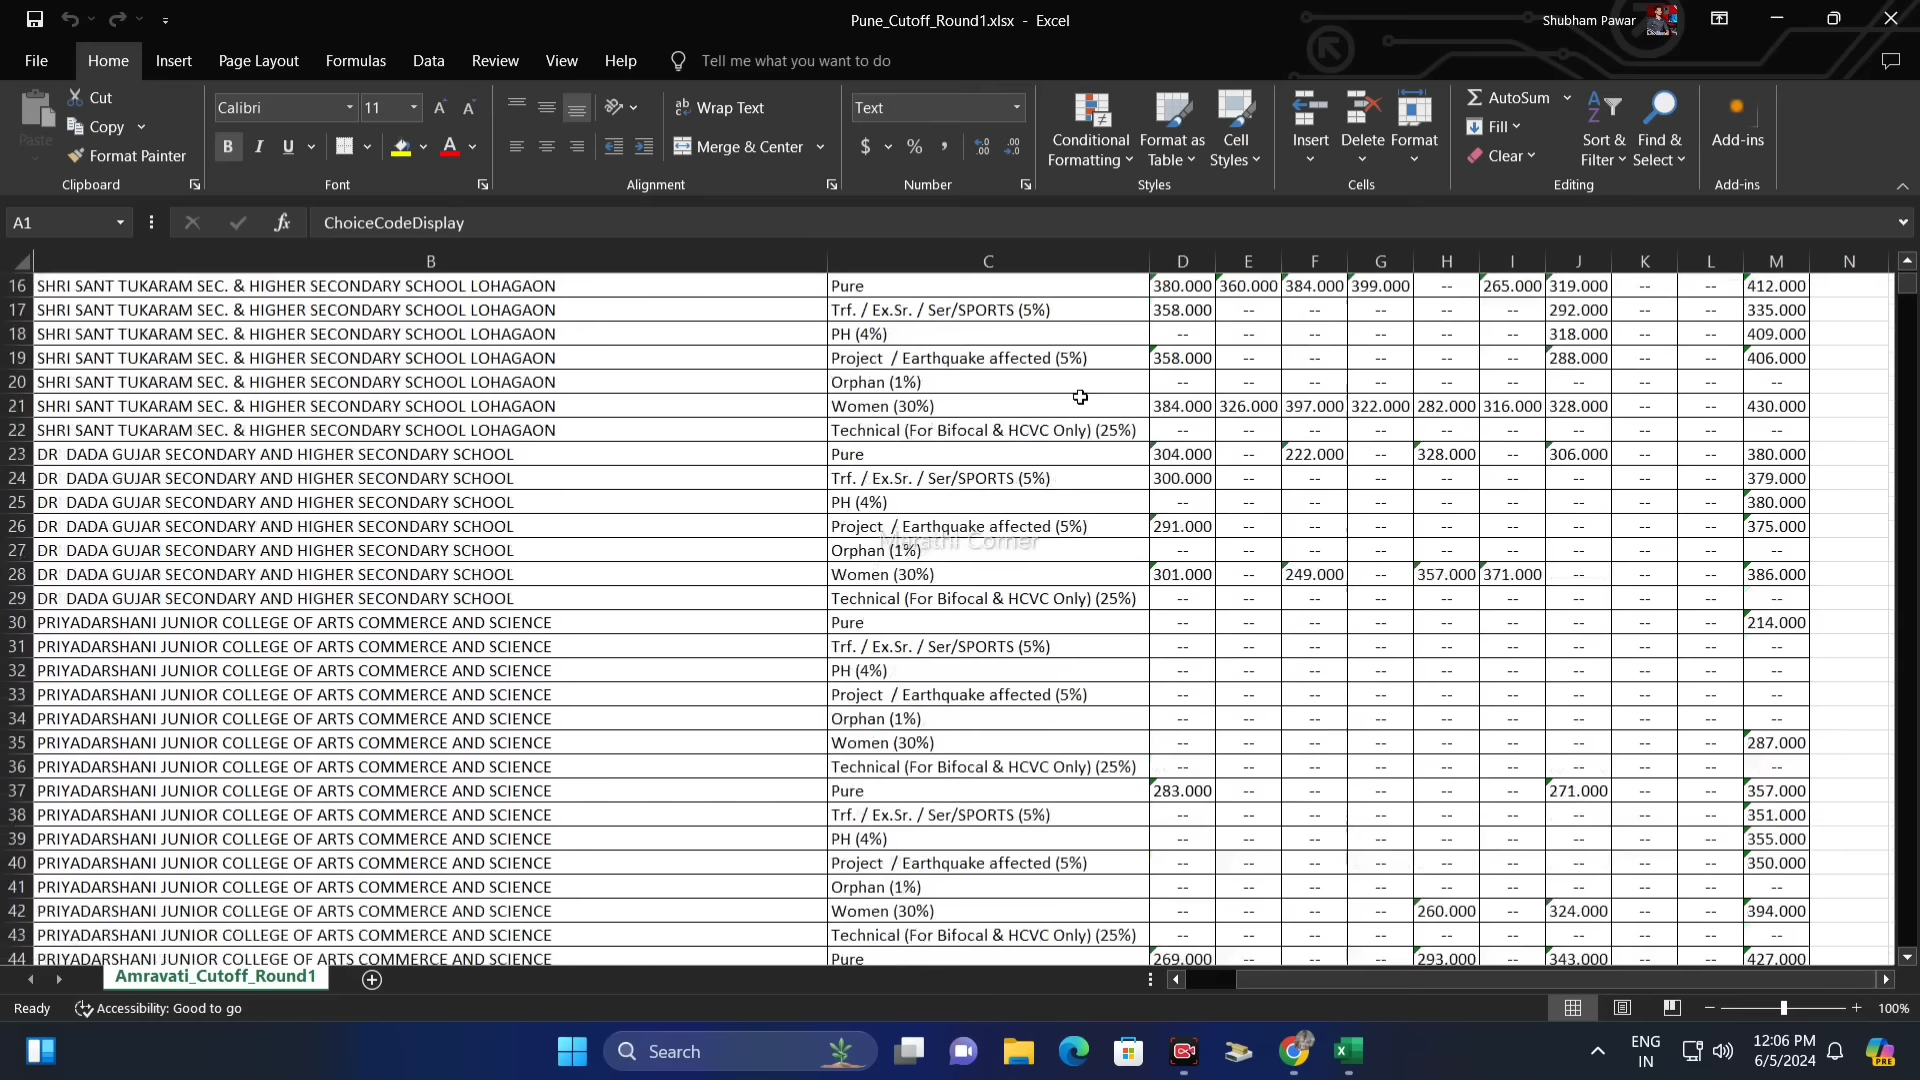 Pune_Cutoff_Round1.xlsx - Excel
Shubham Pawar
File Home Insert Page Layout Formulas Data Review View Help Tell me what you want to do
Paste
Cut
Copy
Format Painter
Clipboard
Calibri 11
B I U
Font
Wrap Text
Merge & Center
Alignment
Text
$ % ,
Number
Conditional Formatting
Format as Table
Cell Styles
Styles
Insert Delete Format
Cells
AutoSum
Fill
Clear
Sort & Filter
Find & Select
Editing
Add-ins
Add-ins
A1 fx ChoiceCodeDisplay
B C D E F G H I J K L M N
16 SHRI SANT TUKARAM SEC. & HIGHER SECONDARY SCHOOL LOHAGAON Pure 380.000 360.000 384.000 399.000 -- 265.000 319.000 -- -- 412.000
17 SHRI SANT TUKARAM SEC. & HIGHER SECONDARY SCHOOL LOHAGAON Trf. / Ex.Sr. / Ser/SPORTS (5%) 358.000 -- -- -- -- -- 292.000 -- -- 335.000
18 SHRI SANT TUKARAM SEC. & HIGHER SECONDARY SCHOOL LOHAGAON PH (4%) -- -- -- -- -- -- 318.000 -- -- 409.000
19 SHRI SANT TUKARAM SEC. & HIGHER SECONDARY SCHOOL LOHAGAON Project / Earthquake affected (5%) 358.000 -- -- -- -- -- 288.000 -- -- 406.000
20 SHRI SANT TUKARAM SEC. & HIGHER SECONDARY SCHOOL LOHAGAON Orphan (1%) -- -- -- -- -- -- -- -- -- --
21 SHRI SANT TUKARAM SEC. & HIGHER SECONDARY SCHOOL LOHAGAON Women (30%) 384.000 326.000 397.000 322.000 282.000 316.000 328.000 -- -- 430.000
22 SHRI SANT TUKARAM SEC. & HIGHER SECONDARY SCHOOL LOHAGAON Technical (For Bifocal & HCVC Only) (25%) -- -- -- -- -- -- -- -- -- --
23 DR DADA GUJAR SECONDARY AND HIGHER SECONDARY SCHOOL Pure 304.000 -- 222.000 -- 328.000 -- 306.000 -- -- 380.000
24 DR DADA GUJAR SECONDARY AND HIGHER SECONDARY SCHOOL Trf. / Ex.Sr. / Ser/SPORTS (5%) 300.000 -- -- -- -- -- -- -- -- 379.000
25 DR DADA GUJAR SECONDARY AND HIGHER SECONDARY SCHOOL PH (4%) -- -- -- -- -- -- -- -- -- 380.000
26 DR DADA GUJAR SECONDARY AND HIGHER SECONDARY SCHOOL Project / Earthquake affected (5%) 291.000 -- -- -- -- -- -- -- -- 375.000
Marathi Corner
27 DR DADA GUJAR SECONDARY AND HIGHER SECONDARY SCHOOL Orphan (1%) -- -- -- -- -- -- -- -- -- --
28 DR DADA GUJAR SECONDARY AND HIGHER SECONDARY SCHOOL Women (30%) 301.000 -- 249.000 -- 357.000 371.000 -- -- -- 386.000
29 DR DADA GUJAR SECONDARY AND HIGHER SECONDARY SCHOOL Technical (For Bifocal & HCVC Only) (25%) -- -- -- -- -- -- -- -- -- --
30 PRIYADARSHANI JUNIOR COLLEGE OF ARTS COMMERCE AND SCIENCE Pure -- -- -- -- -- -- -- -- -- 214.000
31 PRIYADARSHANI JUNIOR COLLEGE OF ARTS COMMERCE AND SCIENCE Trf. / Ex.Sr. / Ser/SPORTS (5%) -- -- -- -- -- -- -- -- -- --
32 PRIYADARSHANI JUNIOR COLLEGE OF ARTS COMMERCE AND SCIENCE PH (4%) -- -- -- -- -- -- -- -- -- --
33 PRIYADARSHANI JUNIOR COLLEGE OF ARTS COMMERCE AND SCIENCE Project / Earthquake affected (5%) -- -- -- -- -- -- -- -- -- --
34 PRIYADARSHANI JUNIOR COLLEGE OF ARTS COMMERCE AND SCIENCE Orphan (1%) -- -- -- -- -- -- -- -- -- --
35 PRIYADARSHANI JUNIOR COLLEGE OF ARTS COMMERCE AND SCIENCE Women (30%) -- -- -- -- -- -- -- -- -- 287.000
36 PRIYADARSHANI JUNIOR COLLEGE OF ARTS COMMERCE AND SCIENCE Technical (For Bifocal & HCVC Only) (25%) -- -- -- -- -- -- -- -- -- --
37 PRIYADARSHANI JUNIOR COLLEGE OF ARTS COMMERCE AND SCIENCE Pure 283.000 -- -- -- -- -- 271.000 -- -- 357.000
38 PRIYADARSHANI JUNIOR COLLEGE OF ARTS COMMERCE AND SCIENCE Trf. / Ex.Sr. / Ser/SPORTS (5%) -- -- -- -- -- -- -- -- -- 351.000
39 PRIYADARSHANI JUNIOR COLLEGE OF ARTS COMMERCE AND SCIENCE PH (4%) -- -- -- -- -- -- -- -- -- 355.000
40 PRIYADARSHANI JUNIOR COLLEGE OF ARTS COMMERCE AND SCIENCE Project / Earthquake affected (5%) -- -- -- -- -- -- -- -- -- 350.000
41 PRIYADARSHANI JUNIOR COLLEGE OF ARTS COMMERCE AND SCIENCE Orphan (1%) -- -- -- -- -- -- -- -- -- --
42 PRIYADARSHANI JUNIOR COLLEGE OF ARTS COMMERCE AND SCIENCE Women (30%) -- -- -- -- 260.000 -- 324.000 -- -- 394.000
43 PRIYADARSHANI JUNIOR COLLEGE OF ARTS COMMERCE AND SCIENCE Technical (For Bifocal & HCVC Only) (25%) -- -- -- -- -- -- -- -- -- --
44 PRIYADARSHANI JUNIOR COLLEGE OF ARTS COMMERCE AND SCIENCE Pure 269.000 -- -- -- 293.000 -- 343.000 -- -- 427.000
Amravati_Cutoff_Round1
Ready Accessibility: Good to go 100%
Search
ENG
IN
12:06 PM
6/5/2024
PRE